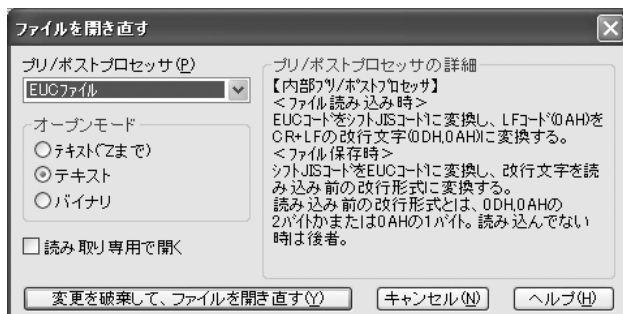 ファイルを開き直す
プリ/ポストプロセッサ(P)
EUCファイル
オープンモード
テキスト(^Zまで)
テキスト
バイナリ
読み取り専用で開く
プリ/ポストプロセッサの詳細
【内部プリ/ポストプロセッサ】
<ファイル読み込み時>
EUCコードをシフトJISコードに変換し、LFコード(0AH)を
CR+LFの改行文字(0DH,0AH)に変換する。
<ファイル保存時>
シフトJISコードをEUCコードに変換し、改行文字を読
み込み前の改行形式に変換する。
読み込み前の改行形式とは、0DH,0AHの
2バイトかまたは0AHの1バイト。読み込んでない
時は後者。
変更を破棄して、ファイルを開き直す(Y)
キャンセル(N)
ヘルプ(H)